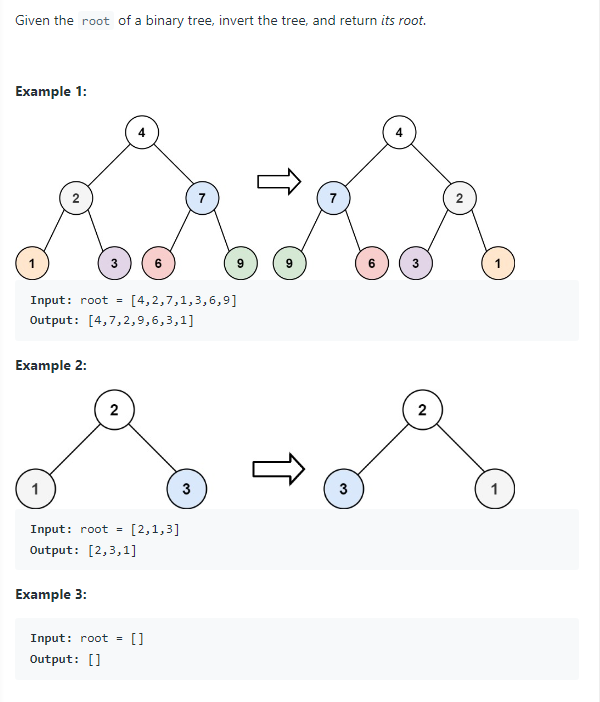 Given the root of a binary tree, invert the tree, and return its root.
Example 1:
4 4
2 7 7 2
1 3 6 9 9 6 3 1
Input: root = [4,2,7,1,3,6,9]
Output: [4,7,2,9,6,3,1]
Example 2:
2 2
1 3 3 1
Input: root = [2,1,3]
Output: [2,3,1]
Example 3:
Input: root = []
Output: []